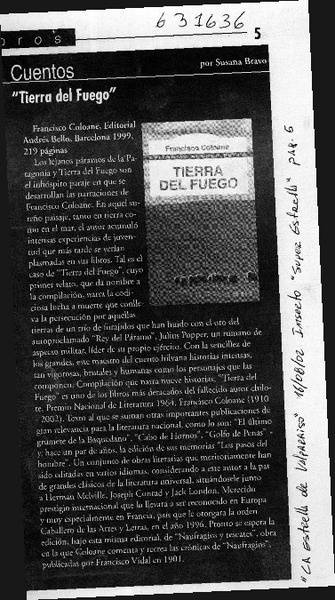 631636
bros
5
Cuentos
por Susana Bravo
"Tierra del Fuego"
Francisco Coloane. Editorial
Andrés Bello, Barcelona 1999,
219 páginas
Los lejanos páramos de la Pa-
tagonia y Tierra del Fuego son
el inhóspito paraje en que se
desarrollan las narraciones de
Francisco Coloane. En aquel su-
reño paisaje, tanto en tierra co-
mo en el mar, el autor acumuló
intensas experiencias de juven-
tud que más tarde se verían
plasmadas en sus libros. Tal es el
caso de "Tierra del Fuego", cuyo
primer relato, que da nombre a
la compilación, narra la codi-
ciosa lucha a muerte que conlle-
va la persecución por aquellas
tierras de un trío de forajidos que han huido con el oro del
autoproclamado "Rey del Páramo", Julius Popper, un rumano de
aspecto militar, líder de su propio ejército. Con la sencillez de
los grandes, este maestro del cuento hilvana historias intensas,
tan vigorosas, brutales y humanas como los personajes que las
componen. Compilación que narra nueve historias, "Tierra del
Fuego" es uno de los libros más destacados del fallecido autor chilo-
te, Premio Nacional de Literatura 1964, Francisco Coloane (1910
- 2002). Texto al que se suman otras importantes publicaciones de
gran relevancia para la literatura nacional, como lo son: "El último
grumete de la Baquedano", "Cabo de Hornos", "Golfo de Penas" -
y, hace un par de años, la edición de sus memorias "Los pasos del
hombre". Un conjunto de obras literarias que meritoriamente han
sido editadas en varios idiomas, considerando a este autor a la par
de grandes clásicos de la literatura universal, situándosele junto
a Herman Melville, Joseph Conrad y Jack London. Merecido
prestigio internacional que lo llevara a ser reconocido en Europa
y muy especialmente en Francia, país que le otorgara la orden
Caballero de las Artes y Letras, en el año 1996. Pronto se espera la
edición, bajo esta misma editorial, de "Naufragios y rescates", obra
en la que Coloane comenta y recrea las crónicas de "Naufragios",
publicadas por Francisco Vidal en 1901.
Francisco Coloane
TIERRA
DEL FUEGO
"LA Estrella de Valparaíso" 16/08/02 Inserto "Super Estrella" PAG. 6